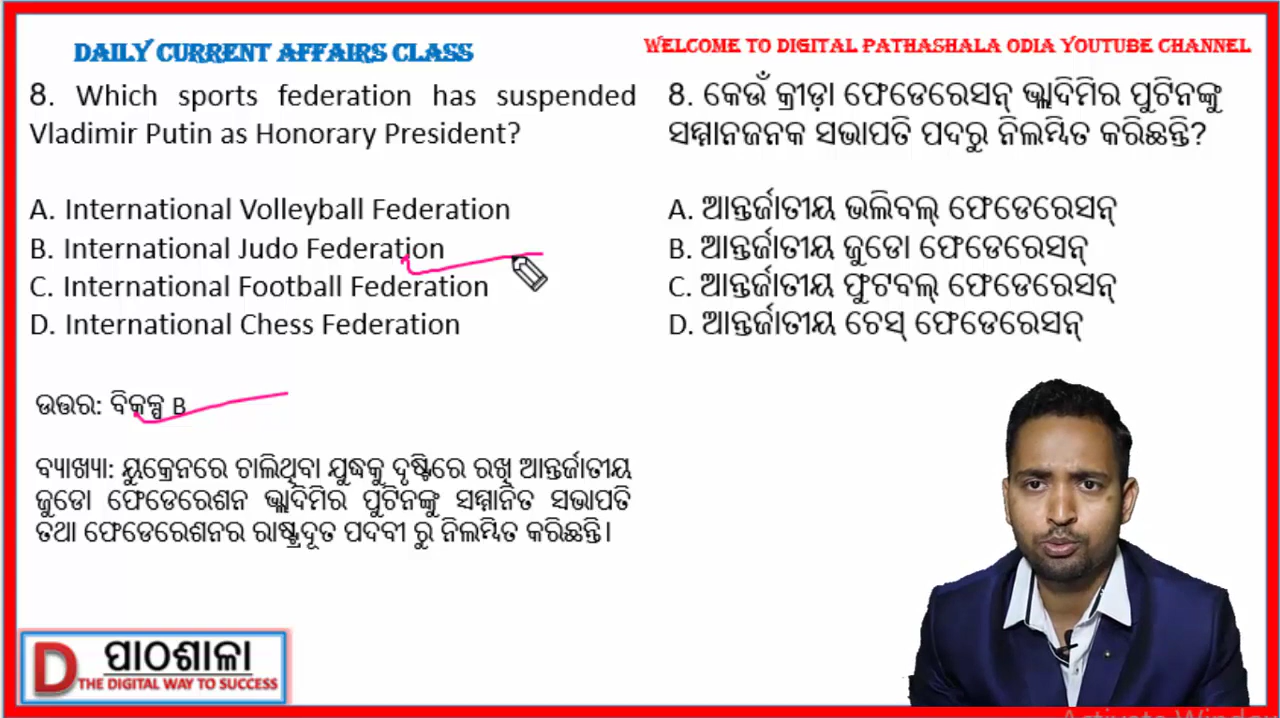 DAILY CURRENT AFFAIRS CLASS
WELCOME TO DIGITAL PATHASHALA ODIA YOUTUBE CHANNEL
8. Which sports federation has suspended
Vladimir Putin as Honorary President?
A. International Volleyball Federation
B. International Judo Federation
C. International Football Federation
D. International Chess Federation
ଉତ୍ତର: ବିକଳ୍ପ B
ବ୍ୟାଖ୍ୟା: ୟୁକ୍ରେନରେ ଚାଲିଥିବା ଯୁଦ୍ଧକୁ ଦୃଷ୍ଟିରେ ରଖି ଆନ୍ତର୍ଜାତୀୟ
ଜୁଡୋ ଫେଡେରେଶନ ଭ୍ଲାଦିମିର ପୁଟିନଙ୍କୁ ସମ୍ମାନିତ ସଭାପତି
ତଥା ଫେଡେରେଶନର ରାଷ୍ଟ୍ରଦୂତ ପଦବୀ ରୁ ନିଲମ୍ବିତ କରିଛନ୍ତି।
8. କେଉଁ କ୍ରୀଡ଼ା ଫେଡେରେସନ୍ ଭ୍ଲାଦିମିର ପୁଟିନଙ୍କୁ
ସମ୍ମାନଜନକ ସଭାପତି ପଦରୁ ନିଲମ୍ବିତ କରିଛନ୍ତି?
A. ଆନ୍ତର୍ଜାତୀୟ ଭଲିବଲ୍ ଫେଡେରେସନ୍
B. ଆନ୍ତର୍ଜାତୀୟ ଜୁଡୋ ଫେଡେରେସନ୍
C. ଆନ୍ତର୍ଜାତୀୟ ଫୁଟବଲ୍ ଫେଡେରେସନ୍
D. ଆନ୍ତର୍ଜାତୀୟ ଚେସ୍ ଫେଡେରେସନ୍
D ପାଠଶାଳା
THE DIGITAL WAY TO SUCCESS